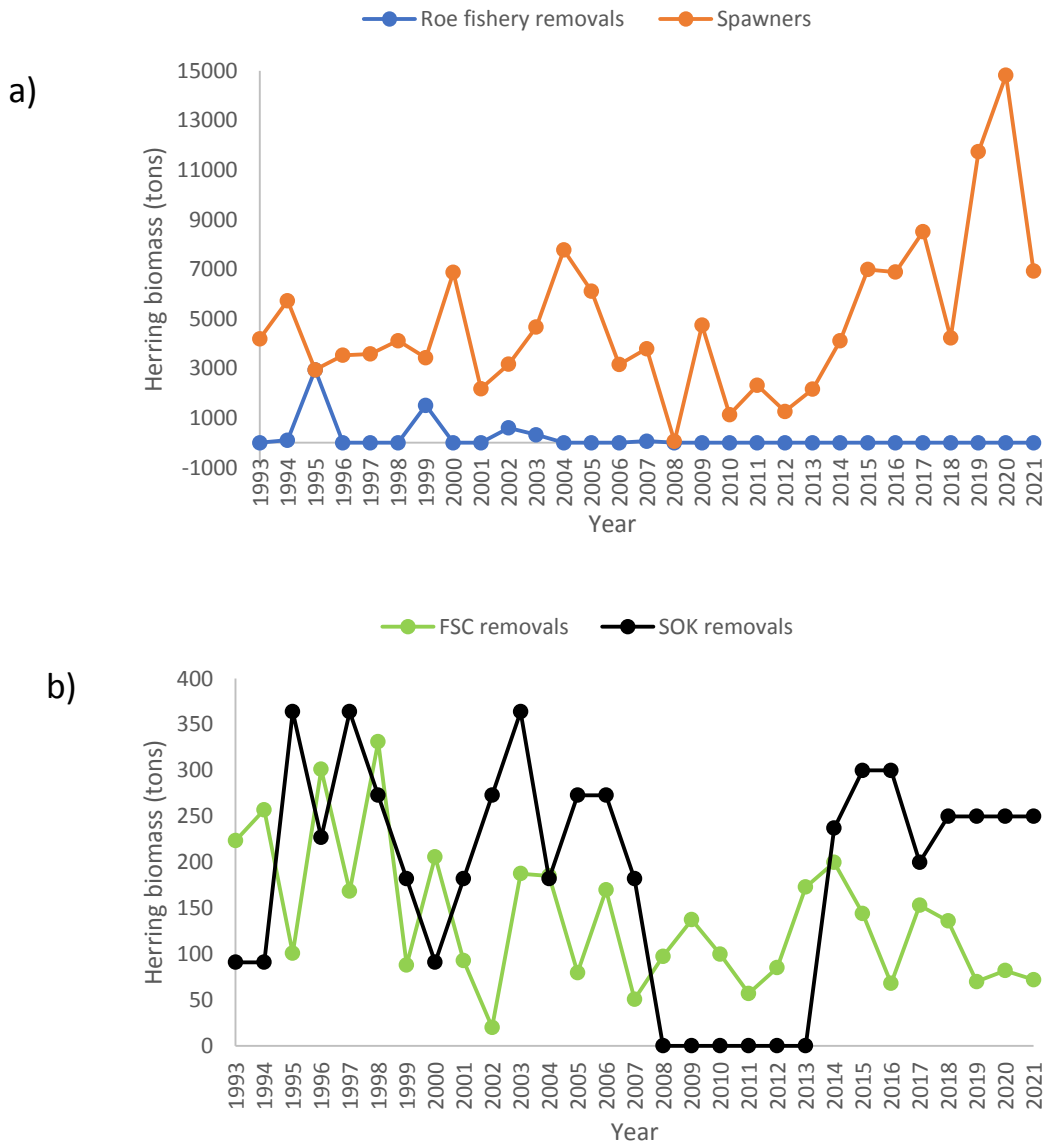 Roe fishery removals Spawners
a)
15000
13000
11000
9000
7000
5000
3000
1000
-1000
Herring biomass (tons)
1993 1994 1995 1996 1997 1998 1999 2000 2001 2002 2003 2004 2005 2006 2007 2008 2009 2010 2011 2012 2013 2014 2015 2016 2017 2018 2019 2020 2021
Year
FSC removals SOK removals
b)
400
350
300
250
200
150
100
50
0
Herring biomass (tons)
1993 1994 1995 1996 1997 1998 1999 2000 2001 2002 2003 2004 2005 2006 2007 2008 2009 2010 2011 2012 2013 2014 2015 2016 2017 2018 2019 2020 2021
Year